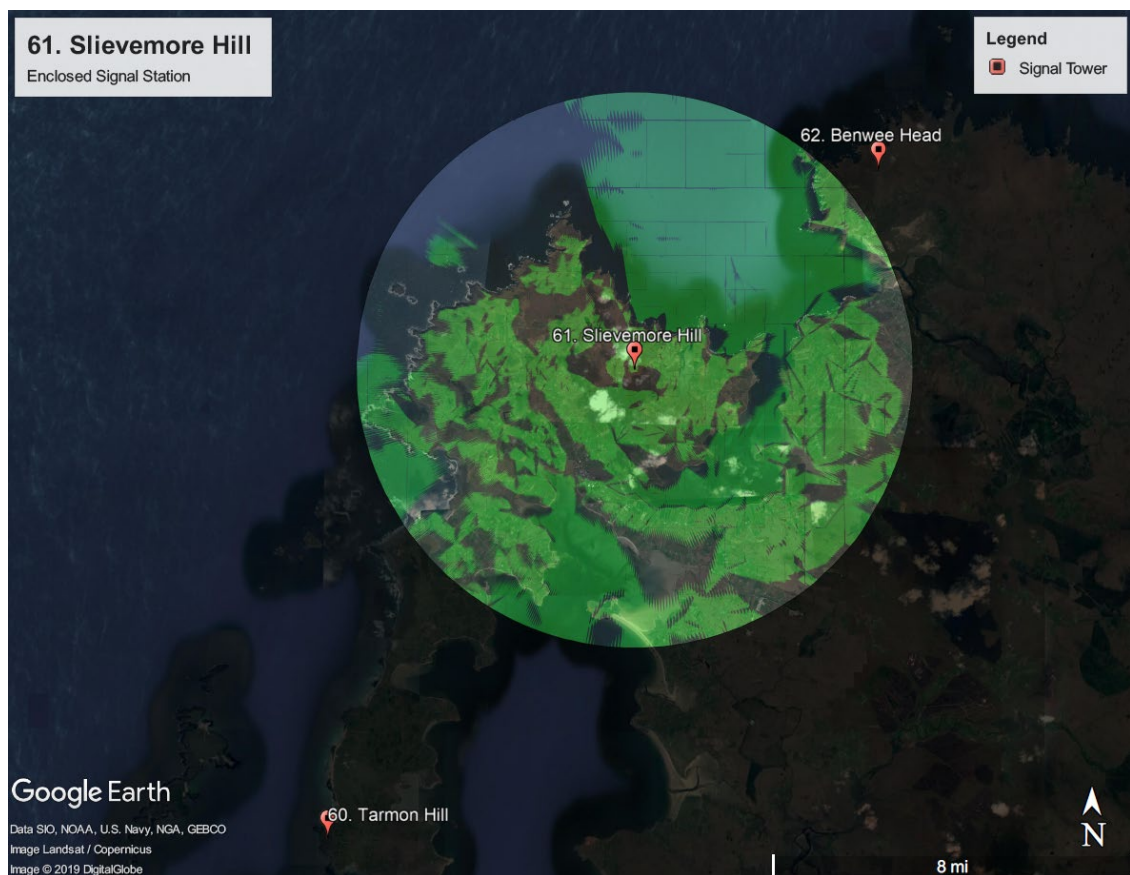 61. Slievemore Hill
Enclosed Signal Station
Legend
Signal Tower
62. Benwee Head
61. Slievemore Hill
60. Tarmon Hill
Google Earth
Data SIO, NOAA, U.S. Navy, NGA, GEBCO
Image Landsat / Copernicus
Image © 2019 DigitalGlobe
N
8 mi